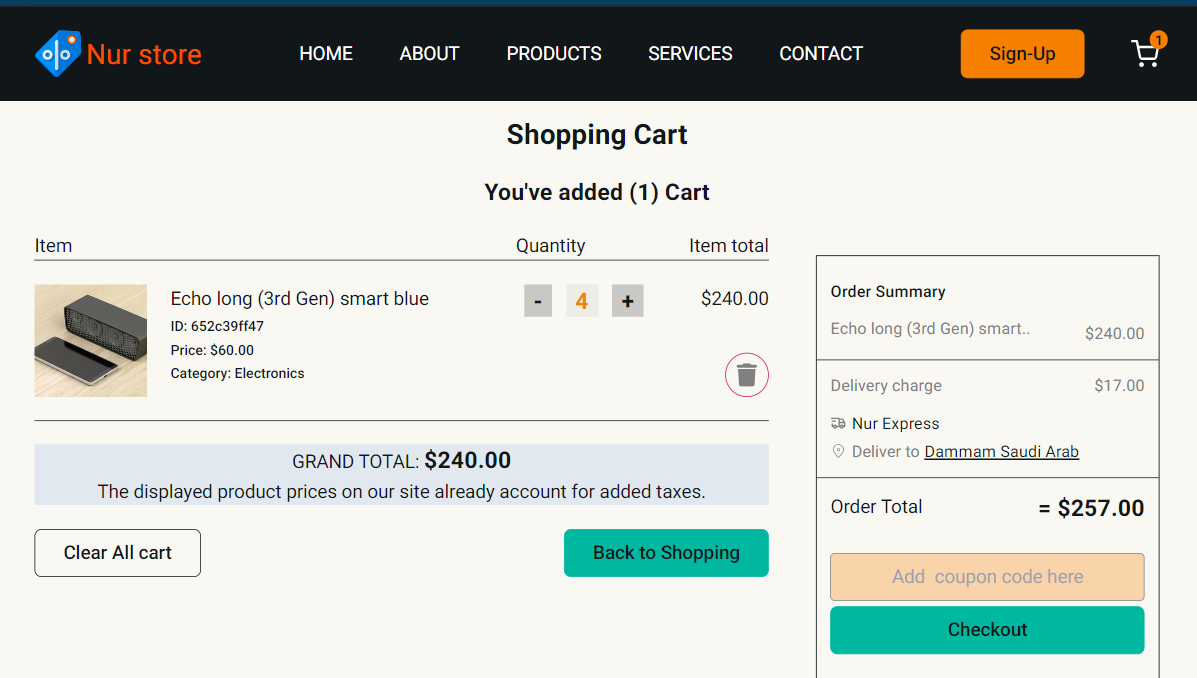 Nur store
HOME ABOUT PRODUCTS SERVICES CONTACT
Sign-Up
1
Shopping Cart
You've added (1) Cart
Item Quantity Item total
Echo long (3rd Gen) smart blue
- 4 +
$240.00
ID: 652c39ff47
Price: $60.00
Category: Electronics
GRAND TOTAL: $240.00
The displayed product prices on our site already account for added taxes.
Clear All cart
Back to Shopping
Order Summary
Echo long (3rd Gen) smart.. $240.00
Delivery charge $17.00
Nur Express
Deliver to Dammam Saudi Arab
Order Total = $257.00
Add  coupon code here
Checkout